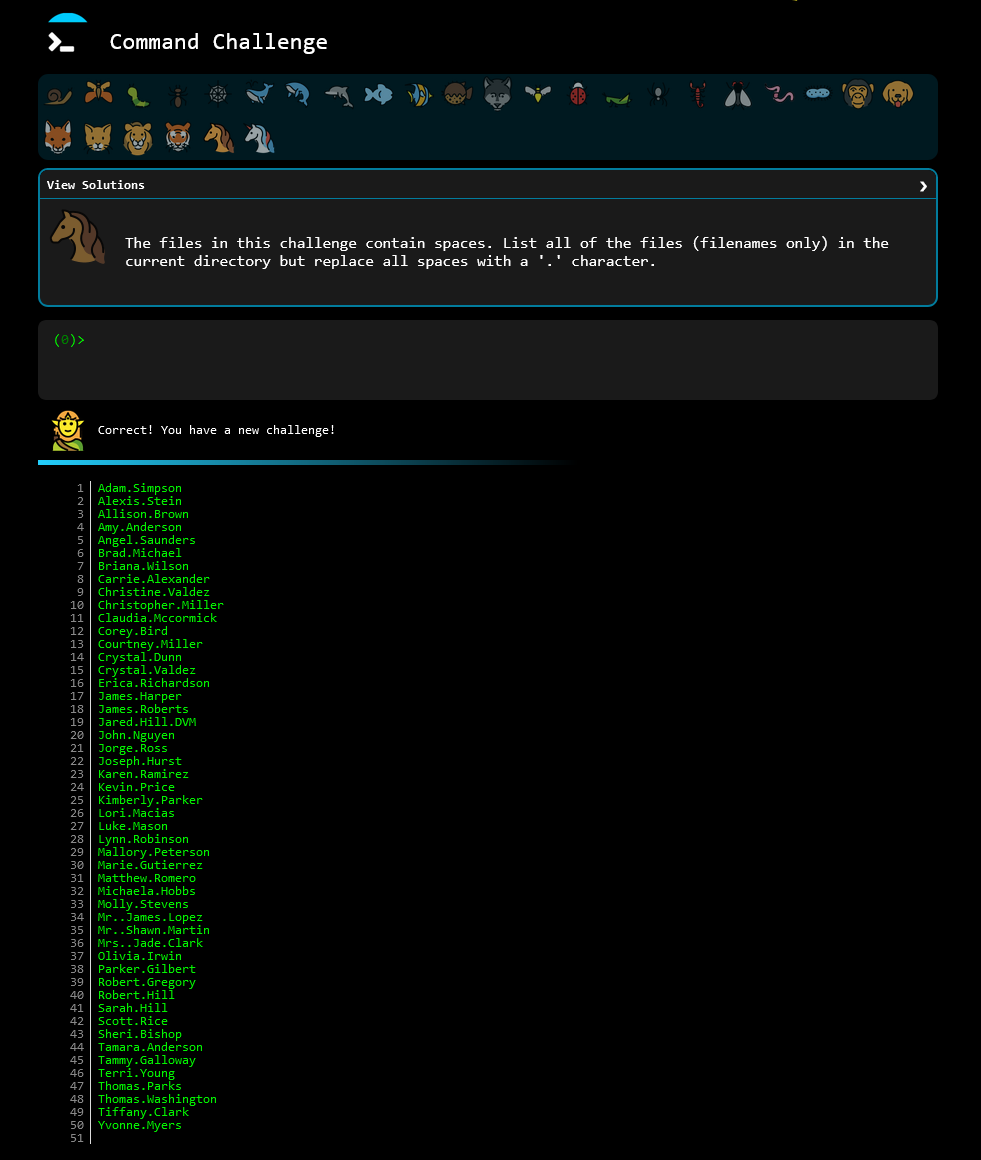 Command Challenge
View Solutions
The files in this challenge contain spaces. List all of the files (filenames only) in the
current directory but replace all spaces with a '.' character.
(0)>
Correct! You have a new challenge!
1 Adam.Simpson
2 Alexis.Stein
3 Allison.Brown
4 Amy.Anderson
5 Angel.Saunders
6 Brad.Michael
7 Briana.Wilson
8 Carrie.Alexander
9 Christine.Valdez
10 Christopher.Miller
11 Claudia.Mccormick
12 Corey.Bird
13 Courtney.Miller
14 Crystal.Dunn
15 Crystal.Valdez
16 Erica.Richardson
17 James.Harper
18 James.Roberts
19 Jared.Hill.DVM
20 John.Nguyen
21 Jorge.Ross
22 Joseph.Hurst
23 Karen.Ramirez
24 Kevin.Price
25 Kimberly.Parker
26 Lori.Macias
27 Luke.Mason
28 Lynn.Robinson
29 Mallory.Peterson
30 Marie.Gutierrez
31 Matthew.Romero
32 Michaela.Hobbs
33 Molly.Stevens
34 Mr..James.Lopez
35 Mr..Shawn.Martin
36 Mrs..Jade.Clark
37 Olivia.Irwin
38 Parker.Gilbert
39 Robert.Gregory
40 Robert.Hill
41 Sarah.Hill
42 Scott.Rice
43 Sheri.Bishop
44 Tamara.Anderson
45 Tammy.Galloway
46 Terri.Young
47 Thomas.Parks
48 Thomas.Washington
49 Tiffany.Clark
50 Yvonne.Myers
51